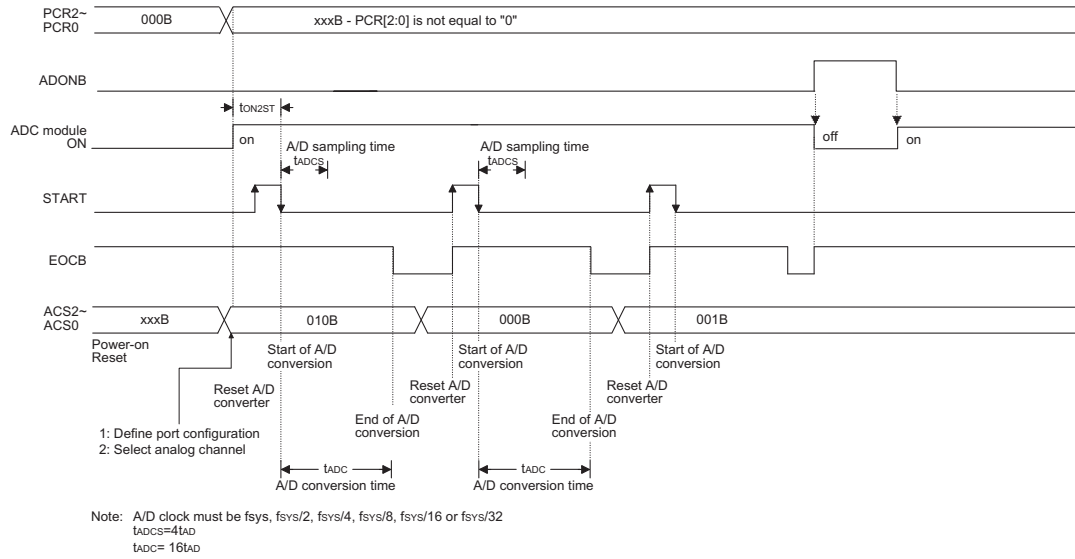 PCR2~
PCR0
000B
xxxB - PCR[2:0] is not equal to "0"
ADONB
tON2ST
ADC module
ON
on
off
on
A/D sampling time
tADCS
A/D sampling time
tADCS
START
EOCB
ACS2~
ACS0
xxxB
010B
000B
001B
Power-on
Reset
Start of A/D
conversion
Start of A/D
conversion
Start of A/D
conversion
Reset A/D
converter
Reset A/D
converter
Reset A/D
converter
End of A/D
conversion
End of A/D
conversion
1: Define port configuration
2: Select analog channel
tADC
A/D conversion time
tADC
A/D conversion time
Note: A/D clock must be fsys, fSYS/2, fSYS/4, fSYS/8, fSYS/16 or fSYS/32
tADCS=4tAD
tADC= 16tAD